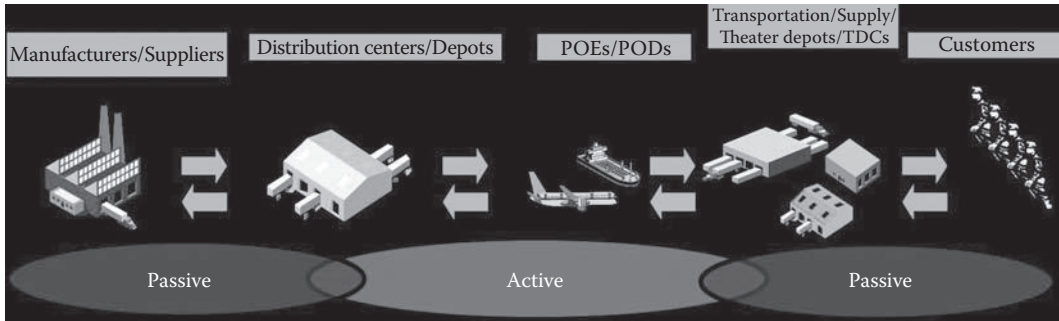 Manufacturers/Suppliers
Distribution centers/Depots
POEs/PODs
Transportation/Supply/
Theater depots/TDCs
Customers
Passive
Active
Passive